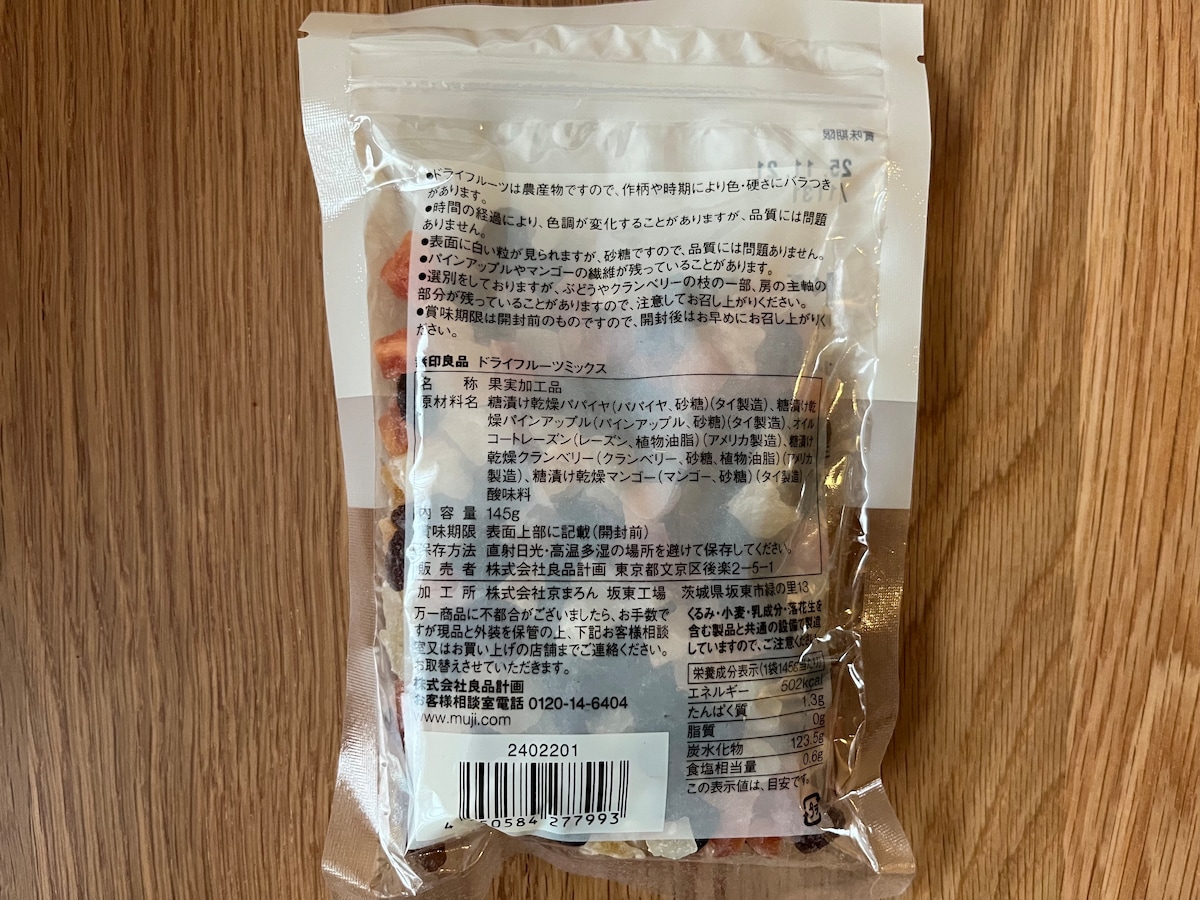 賞味期限
25.11.21
●ドライフルーツは農産物ですので、作柄や時期により色・硬さにバラつき
があります。
●時間の経過により、色調が変化することがありますが、品質には問題
ありません。
●表面に白い粒が見られますが、砂糖ですので、品質には問題ありません。
●パインアップルやマンゴーの繊維が残っていることがあります。
●選別をしておりますが、ぶどうやクランベリーの枝の一部、房の主軸の
部分が残っていることがありますので、注意してお召し上がりください。
●賞味期限は開封前のものですので、開封後はお早めにお召し上がりく
ださい。
無印良品 ドライフルーツミックス
名称 果実加工品
原材料名 糖漬け乾燥パパイヤ(パパイヤ、砂糖)(タイ製造)、糖漬け乾
燥パインアップル(パインアップル、砂糖)(タイ製造)、オイル
コートレーズン(レーズン、植物油脂)(アメリカ製造)、糖漬け
乾燥クランベリー(クランベリー、砂糖、植物油脂)(アメリカ
製造)、糖漬け乾燥マンゴー(マンゴー、砂糖)(タイ製造)/
酸味料
内容量 145g
賞味期限 表面上部に記載(開封前)
保存方法 直射日光・高温多湿の場所を避けて保存してください。
販売者 株式会社良品計画 東京都文京区後楽2-5-1
加工所 株式会社京まろん 坂東工場 茨城県坂東市緑の里13
万一商品に不都合がございましたら、お手数で
すが現品と外装を保管の上、下記お客様相談
室又はお買い上げの店舗までご連絡ください。
お取替えさせていただきます。
株式会社良品計画
お客様相談室電話 0120-14-6404
www.muji.com
くるみ・小麦・乳成分・落花生を
含む製品と共通の設備で製造
していますので、ご注意ください。
栄養成分表示(1袋145g当たり)
エネルギー 502kcal
たんぱく質 1.3g
脂質 0g
炭水化物 123.5g
食塩相当量 0.6g
この表示値は、目安です。
2402201
4 550584 277993